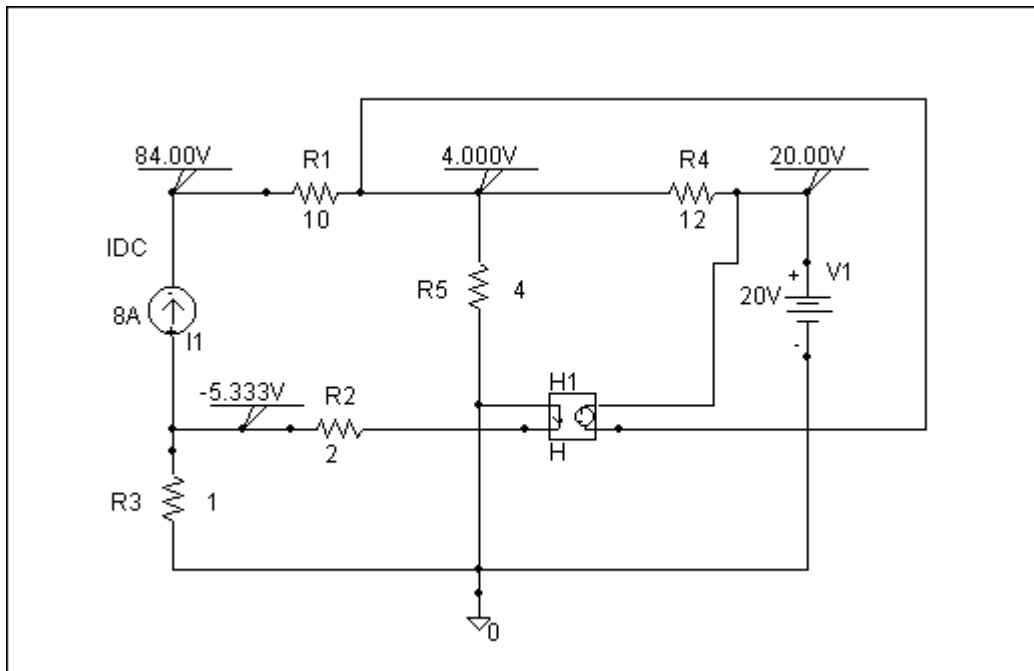 84.00V
R1
4.000V
R4
20.00V
10
12
IDC
R5
4
+
V1
20V
8A
-
+
I1
-
-5.333V
R2
H1
2
H
R3
1
0